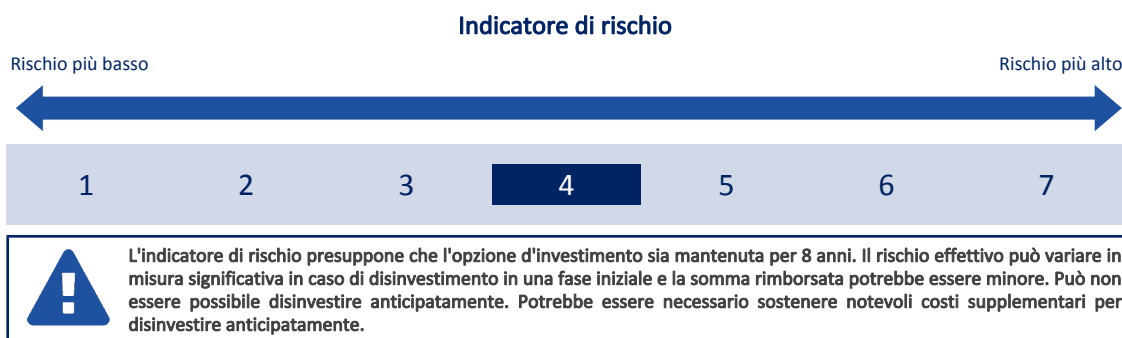 Indicatore di rischio
Rischio più basso Rischio più alto
1 2 3 4 5 6 7
L'indicatore di rischio presuppone che l'opzione d'investimento sia mantenuta per 8 anni. Il rischio effettivo può variare in
misura significativa in caso di disinvestimento in una fase iniziale e la somma rimborsata potrebbe essere minore. Può non
essere possibile disinvestire anticipatamente. Potrebbe essere necessario sostenere notevoli costi supplementari per
disinvestire anticipatamente.